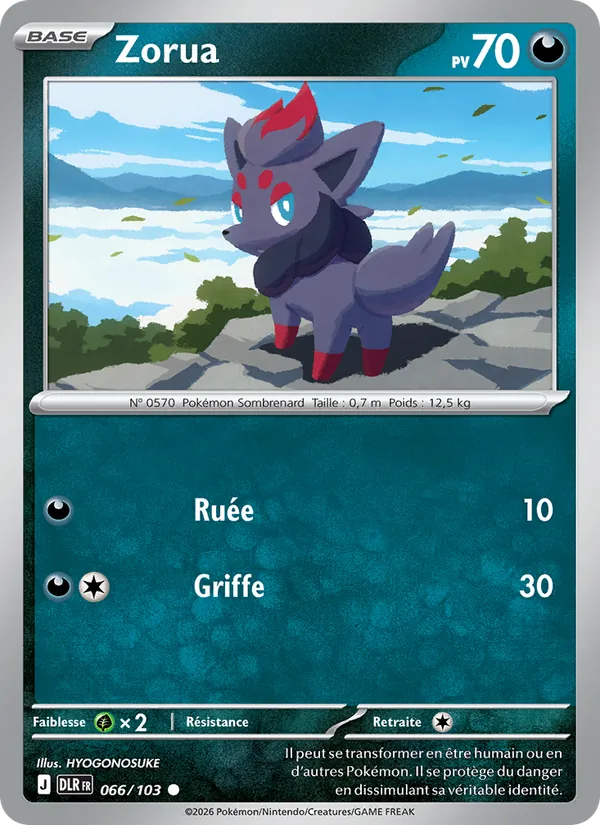 BASE Zorua PV 70
N° 0570 Pokémon Sombrenard Taille : 0,7 m Poids : 12,5 kg
Ruée 10
Griffe 30
Faiblesse × 2 Résistance Retraite
Illus. HYOGONOSUKE
Il peut se transformer en être humain ou en
d'autres Pokémon. Il se protège du danger
en dissimulant sa véritable identité.
J DLR FR 066/103
©2026 Pokémon/Nintendo/Creatures/GAME FREAK